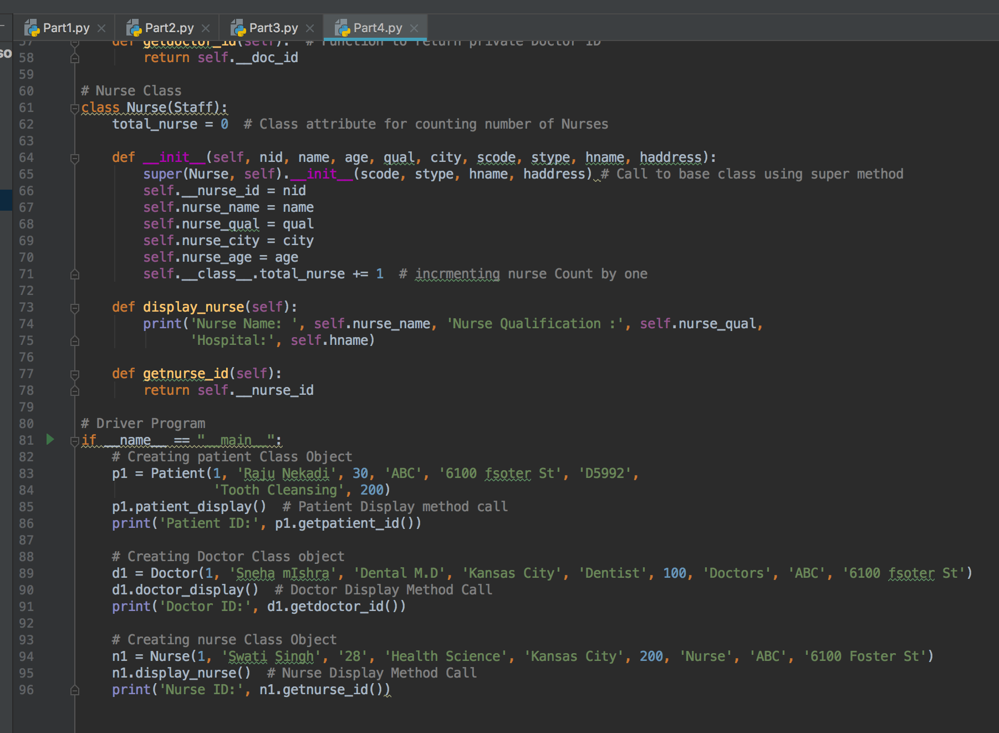 Part1.py Part2.py Part3.py Part4.py
so
57 def getdoctor_id(self): # Function to return private Doctor ID
58 return self.__doc_id
59
60 # Nurse Class
61 class Nurse(Staff):
62 total_nurse = 0 # Class attribute for counting number of Nurses
63
64 def __init__(self, nid, name, age, qual, city, scode, stype, hname, haddress):
65 super(Nurse, self).__init__(scode, stype, hname, haddress) # Call to base class using super method
66 self.__nurse_id = nid
67 self.nurse_name = name
68 self.nurse_qual = qual
69 self.nurse_city = city
70 self.nurse_age = age
71 self.__class__.total_nurse += 1 # incrmenting nurse Count by one
72
73 def display_nurse(self):
74 print('Nurse Name: ', self.nurse_name, 'Nurse Qualification :', self.nurse_qual,
75 'Hospital:', self.hname)
76
77 def getnurse_id(self):
78 return self.__nurse_id
79
80 # Driver Program
81 if __name__ == "__main__":
82 # Creating patient Class Object
83 p1 = Patient(1, 'Raju Nekadi', 30, 'ABC', '6100 fsoter St', 'D5992',
84 'Tooth Cleansing', 200)
85 p1.patient_display() # Patient Display method call
86 print('Patient ID:', p1.getpatient_id())
87
88 # Creating Doctor Class object
89 d1 = Doctor(1, 'Sneha mIshra', 'Dental M.D', 'Kansas City', 'Dentist', 100, 'Doctors', 'ABC', '6100 fsoter St')
90 d1.doctor_display() # Doctor Display Method Call
91 print('Doctor ID:', d1.getdoctor_id())
92
93 # Creating nurse Class Object
94 n1 = Nurse(1, 'Swati Singh', '28', 'Health Science', 'Kansas City', 200, 'Nurse', 'ABC', '6100 Foster St')
95 n1.display_nurse() # Nurse Display Method Call
96 print('Nurse ID:', n1.getnurse_id())